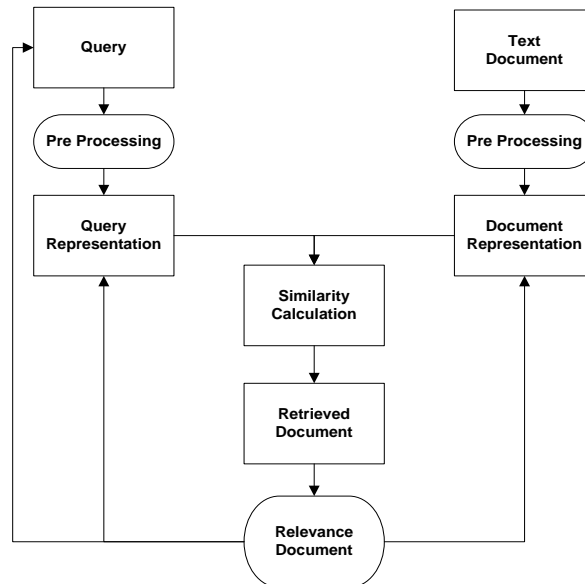 Query
Text
Document
Pre Processing
Pre Processing
Query
Representation
Document
Representation
Similarity
Calculation
Retrieved
Document
Relevance
Document